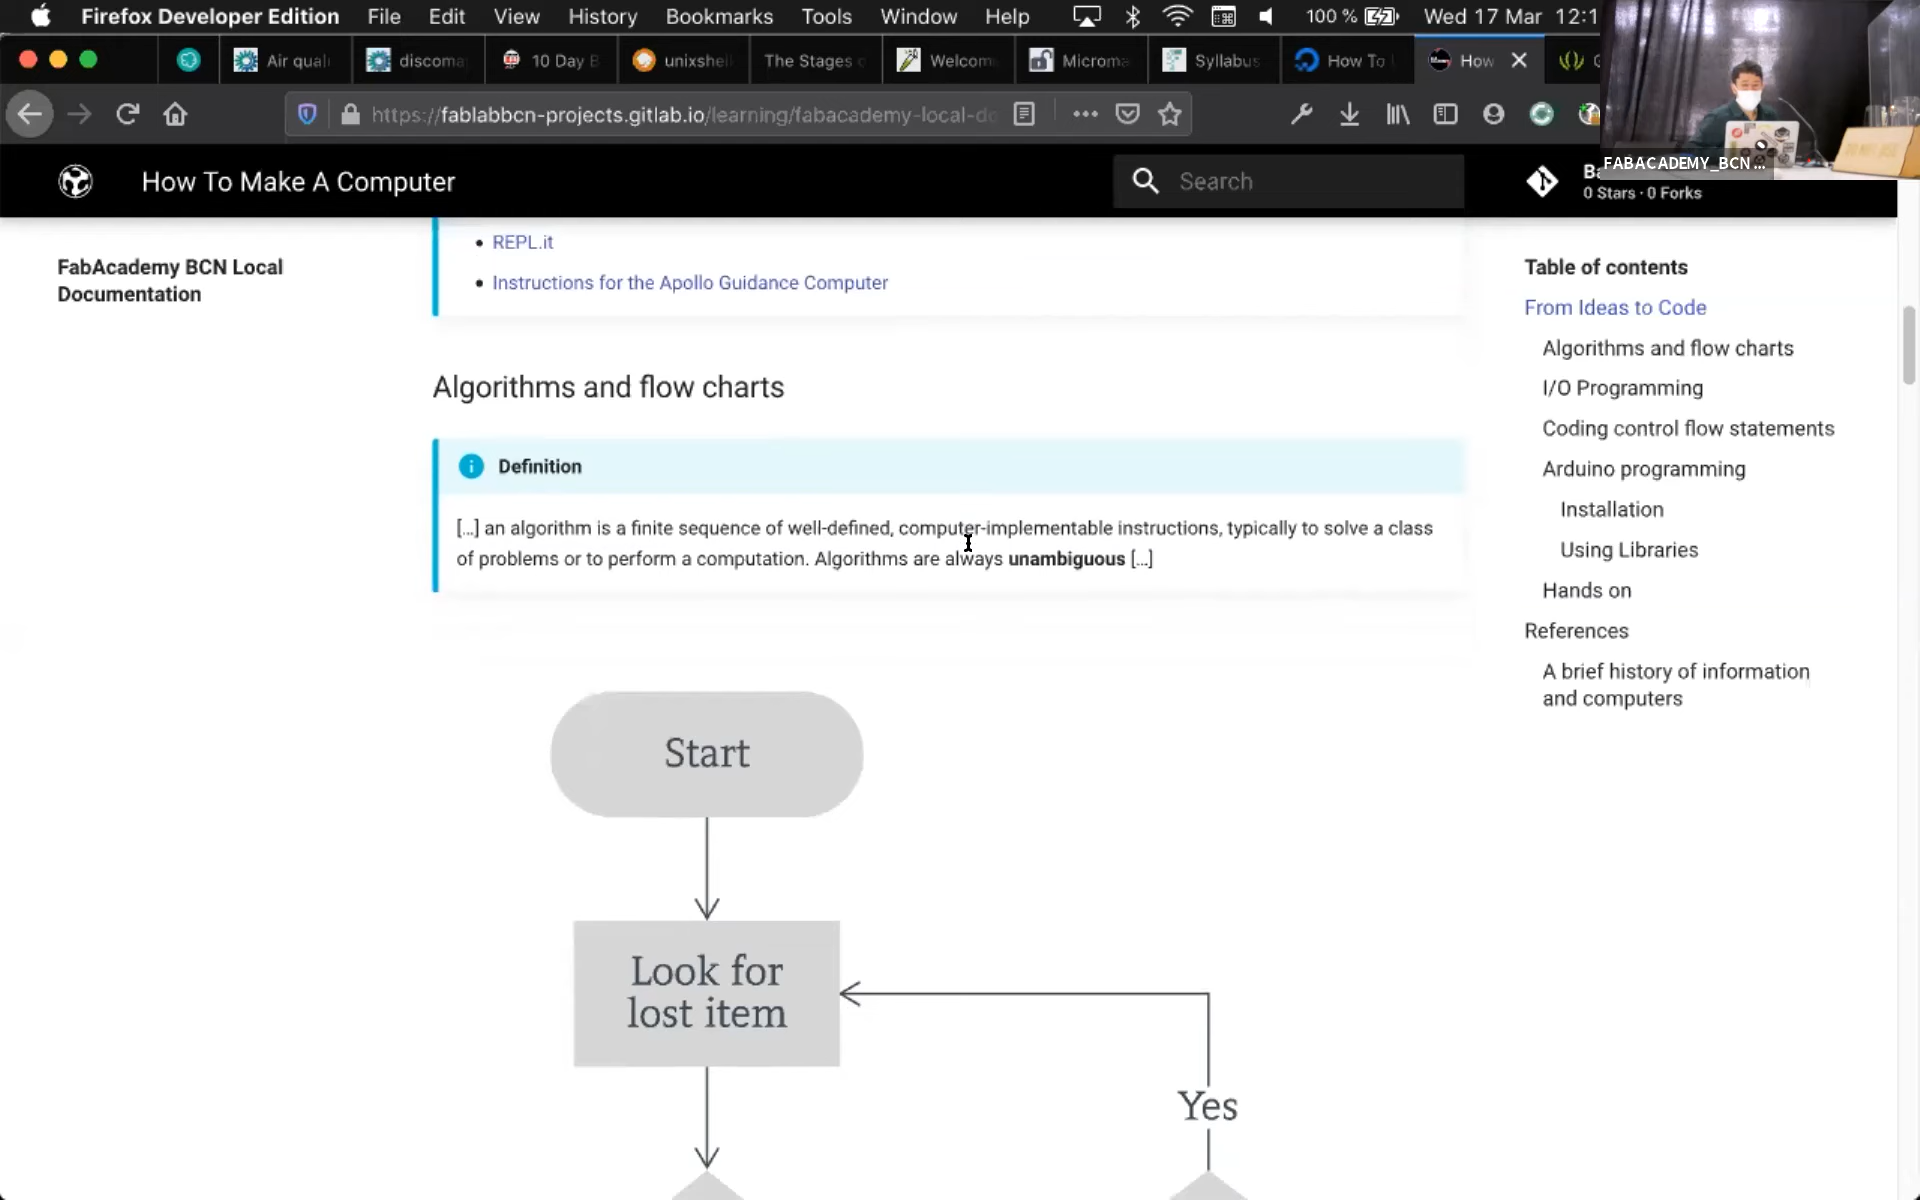 Firefox Developer Edition File Edit View History Bookmarks Tools Window Help 100 % Wed 17 Mar 12:1
Air quali discoma 10 Day B unixshell The Stages o Welcom Microma Syllabus How To How
https://fablabbcn-projects.gitlab.io/learning/fabacademy-local-do
FABACADEMY_BCN ...
How To Make A Computer
Search
Ba
0 Stars · 0 Forks
FabAcademy BCN Local
Documentation
• REPL.it
• Instructions for the Apollo Guidance Computer
Algorithms and flow charts
Definition
[...] an algorithm is a finite sequence of well-defined, computer-implementable instructions, typically to solve a class
of problems or to perform a computation. Algorithms are always unambiguous [...]
Start
Look for
lost item
Yes
Table of contents
From Ideas to Code
Algorithms and flow charts
I/O Programming
Coding control flow statements
Arduino programming
Installation
Using Libraries
Hands on
References
A brief history of information
and computers